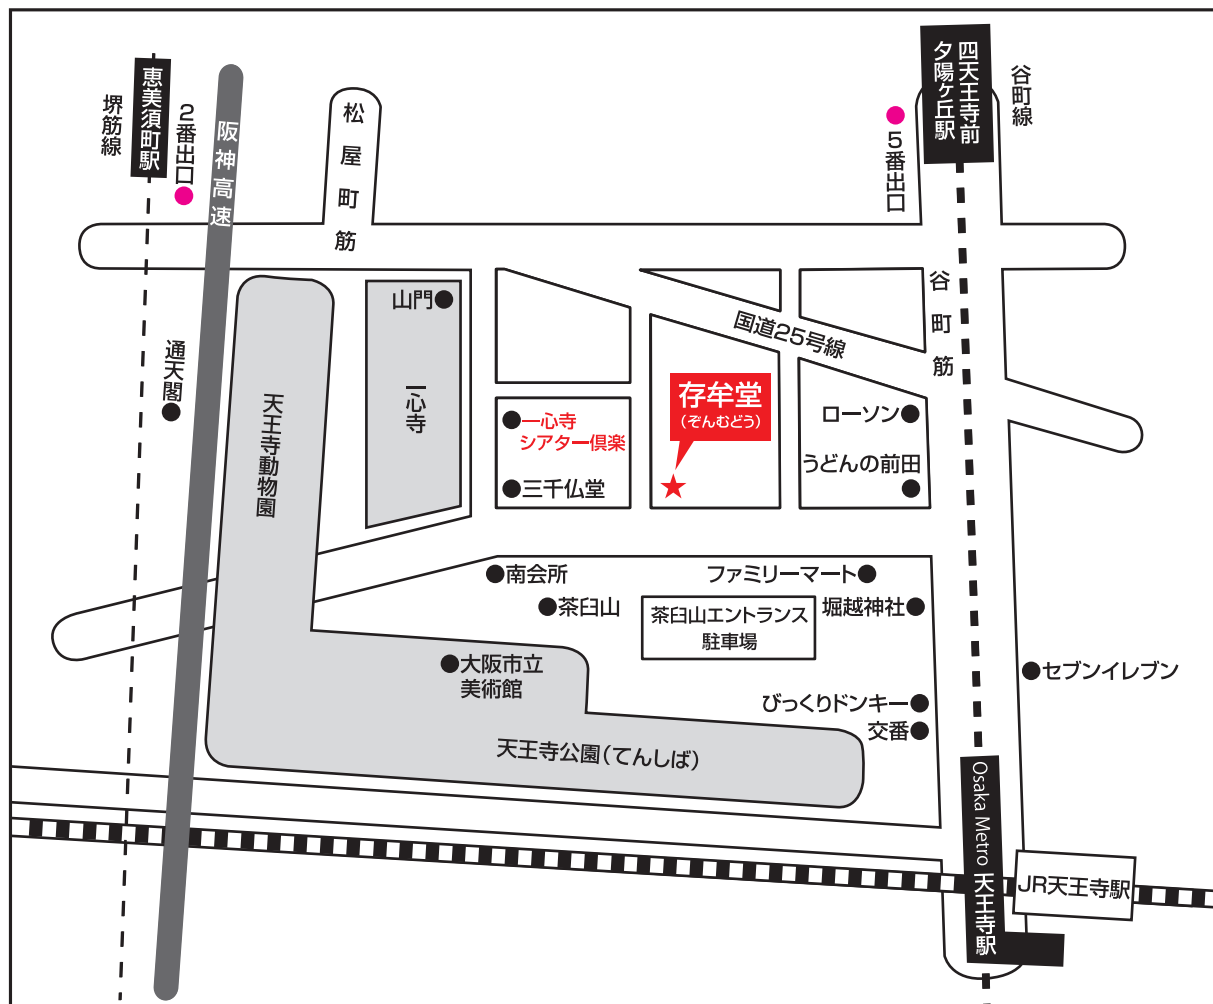 恵美須町駅
堺筋線
2番出口
阪神高速
松屋町筋
5番出口
四天王寺前
夕陽ヶ丘駅
谷町線
山門
一心寺
通天閣
天王寺動物園
国道25号線
谷町筋
存牟堂
(ぞんむどう)
一心寺
シアター倶楽
三千仏堂
ローソン
うどんの前田
南会所
茶臼山
ファミリーマート
茶臼山エントランス
駐車場
堀越神社
大阪市立
美術館
セブンイレブン
びっくりドンキー
交番
天王寺公園(てんしば)
Osaka Metro 天王寺駅
JR天王寺駅